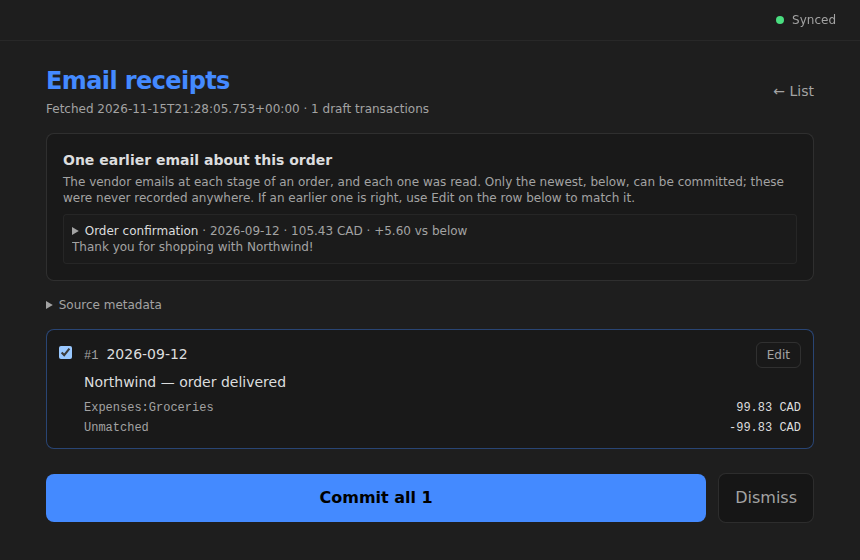 Synced
Email receipts
← List
Fetched 2026-11-15T21:28:05.753+00:00 · 1 draft transactions
One earlier email about this order
The vendor emails at each stage of an order, and each one was read. Only the newest, below, can be committed; these
were never recorded anywhere. If an earlier one is right, use Edit on the row below to match it.
▶ Order confirmation · 2026-09-12 · 105.43 CAD · +5.60 vs below
Thank you for shopping with Northwind!
▶ Source metadata
#1 2026-09-12
Edit
Northwind — order delivered
Expenses:Groceries 99.83 CAD
Unmatched -99.83 CAD
Commit all 1
Dismiss